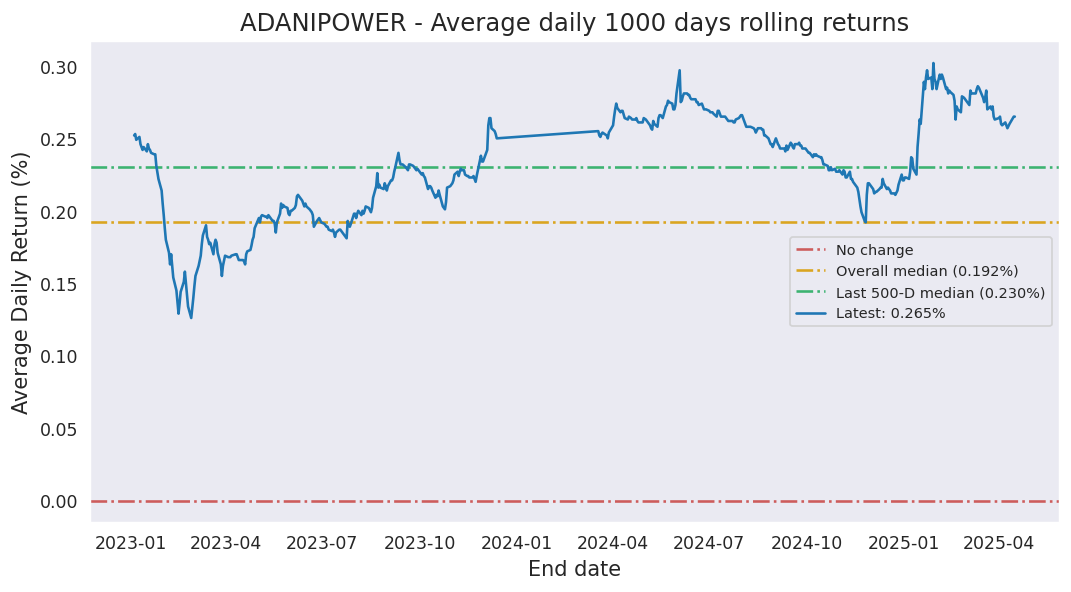 ADANIPOWER - Average daily 1000 days rolling returns
Average Daily Return (%)
0.30
0.25
0.20
0.15
0.10
0.05
0.00
No change
Overall median (0.192%)
Last 500-D median (0.230%)
Latest: 0.265%
2023-01 2023-04 2023-07 2023-10 2024-01 2024-04 2024-07 2024-10 2025-01 2025-04
End date